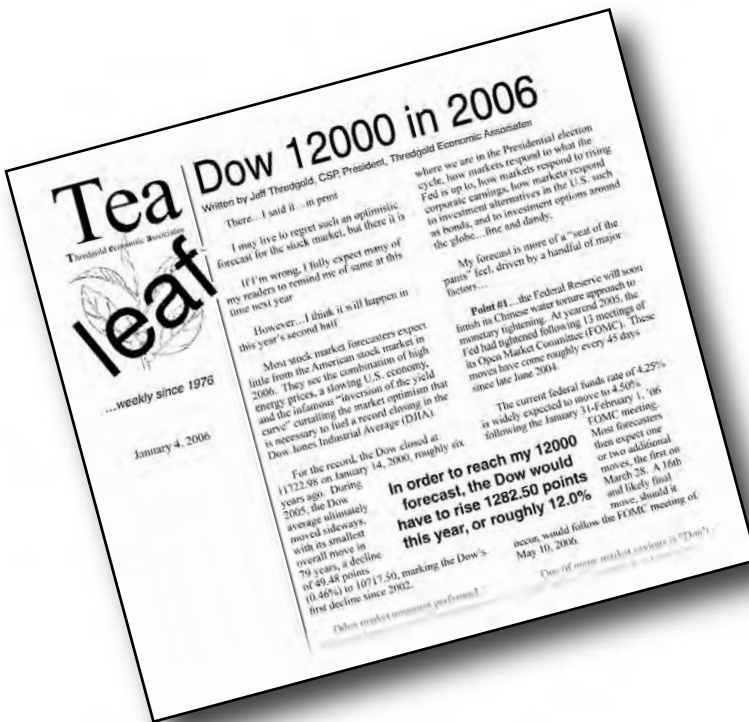 Tea
Thredgold Economic Associates
leaf
…weekly since 1976
January 4, 2006
Dow 12000 in 2006
Written by Jeff Thredgold, CSP, President, Thredgold Economic Associates
There…I said it…in print
I may live to regret such an optimistic
forecast for the stock market, but there it is
If I'm wrong, I fully expect many of
my readers to remind me of same at this
time next year
However…I think it will happen in
this year's second half
Most stock market forecasters expect
little from the American stock market in
2006. They see the combination of high
energy prices, a slowing U.S. economy,
and the infamous "inversion of the yield
curve" curtailing the market optimism that
is necessary to fuel a record closing in the
Dow Jones Industrial Average (DJIA).
For the record, the Dow closed at
11722.98 on January 14, 2000, roughly six
years ago. During
2005, the Dow
average ultimately
moved sideways,
with its smallest
overall move in
79 years, a decline
of 49.48 points
(0.46%) to 10717.50, marking the Dow's
first decline since 2002.
Other market measures performed
In order to reach my 12000
forecast, the Dow would
have to rise 1282.50 points
this year, or roughly 12.0%
where we are in the Presidential election
cycle, how markets respond to what the
Fed is up to, how markets respond to rising
corporate earnings, how markets respond
to investment alternatives in the U.S. such
as bonds, and to investment options around
the globe…fine and dandy.
My forecast is more of a "seat of the
pants" feel, driven by a handful of major
factors…
Point #1…the Federal Reserve will soon
finish its Chinese water torture approach to
monetary tightening. At yearend 2005, the
Fed had tightened following 13 meetings of
its Open Market Committee (FOMC). These
moves have come roughly every 45 days
since late June 2004.
The current federal funds rate of 4.25%
is widely expected to move to 4.50%
following the January 31-February 1, '06
FOMC meeting.
Most forecasters
then expect one
or two additional
moves, the first on
March 28. A 16th
and likely final
move, should it
occur, would follow the FOMC meeting of
May 10, 2006.